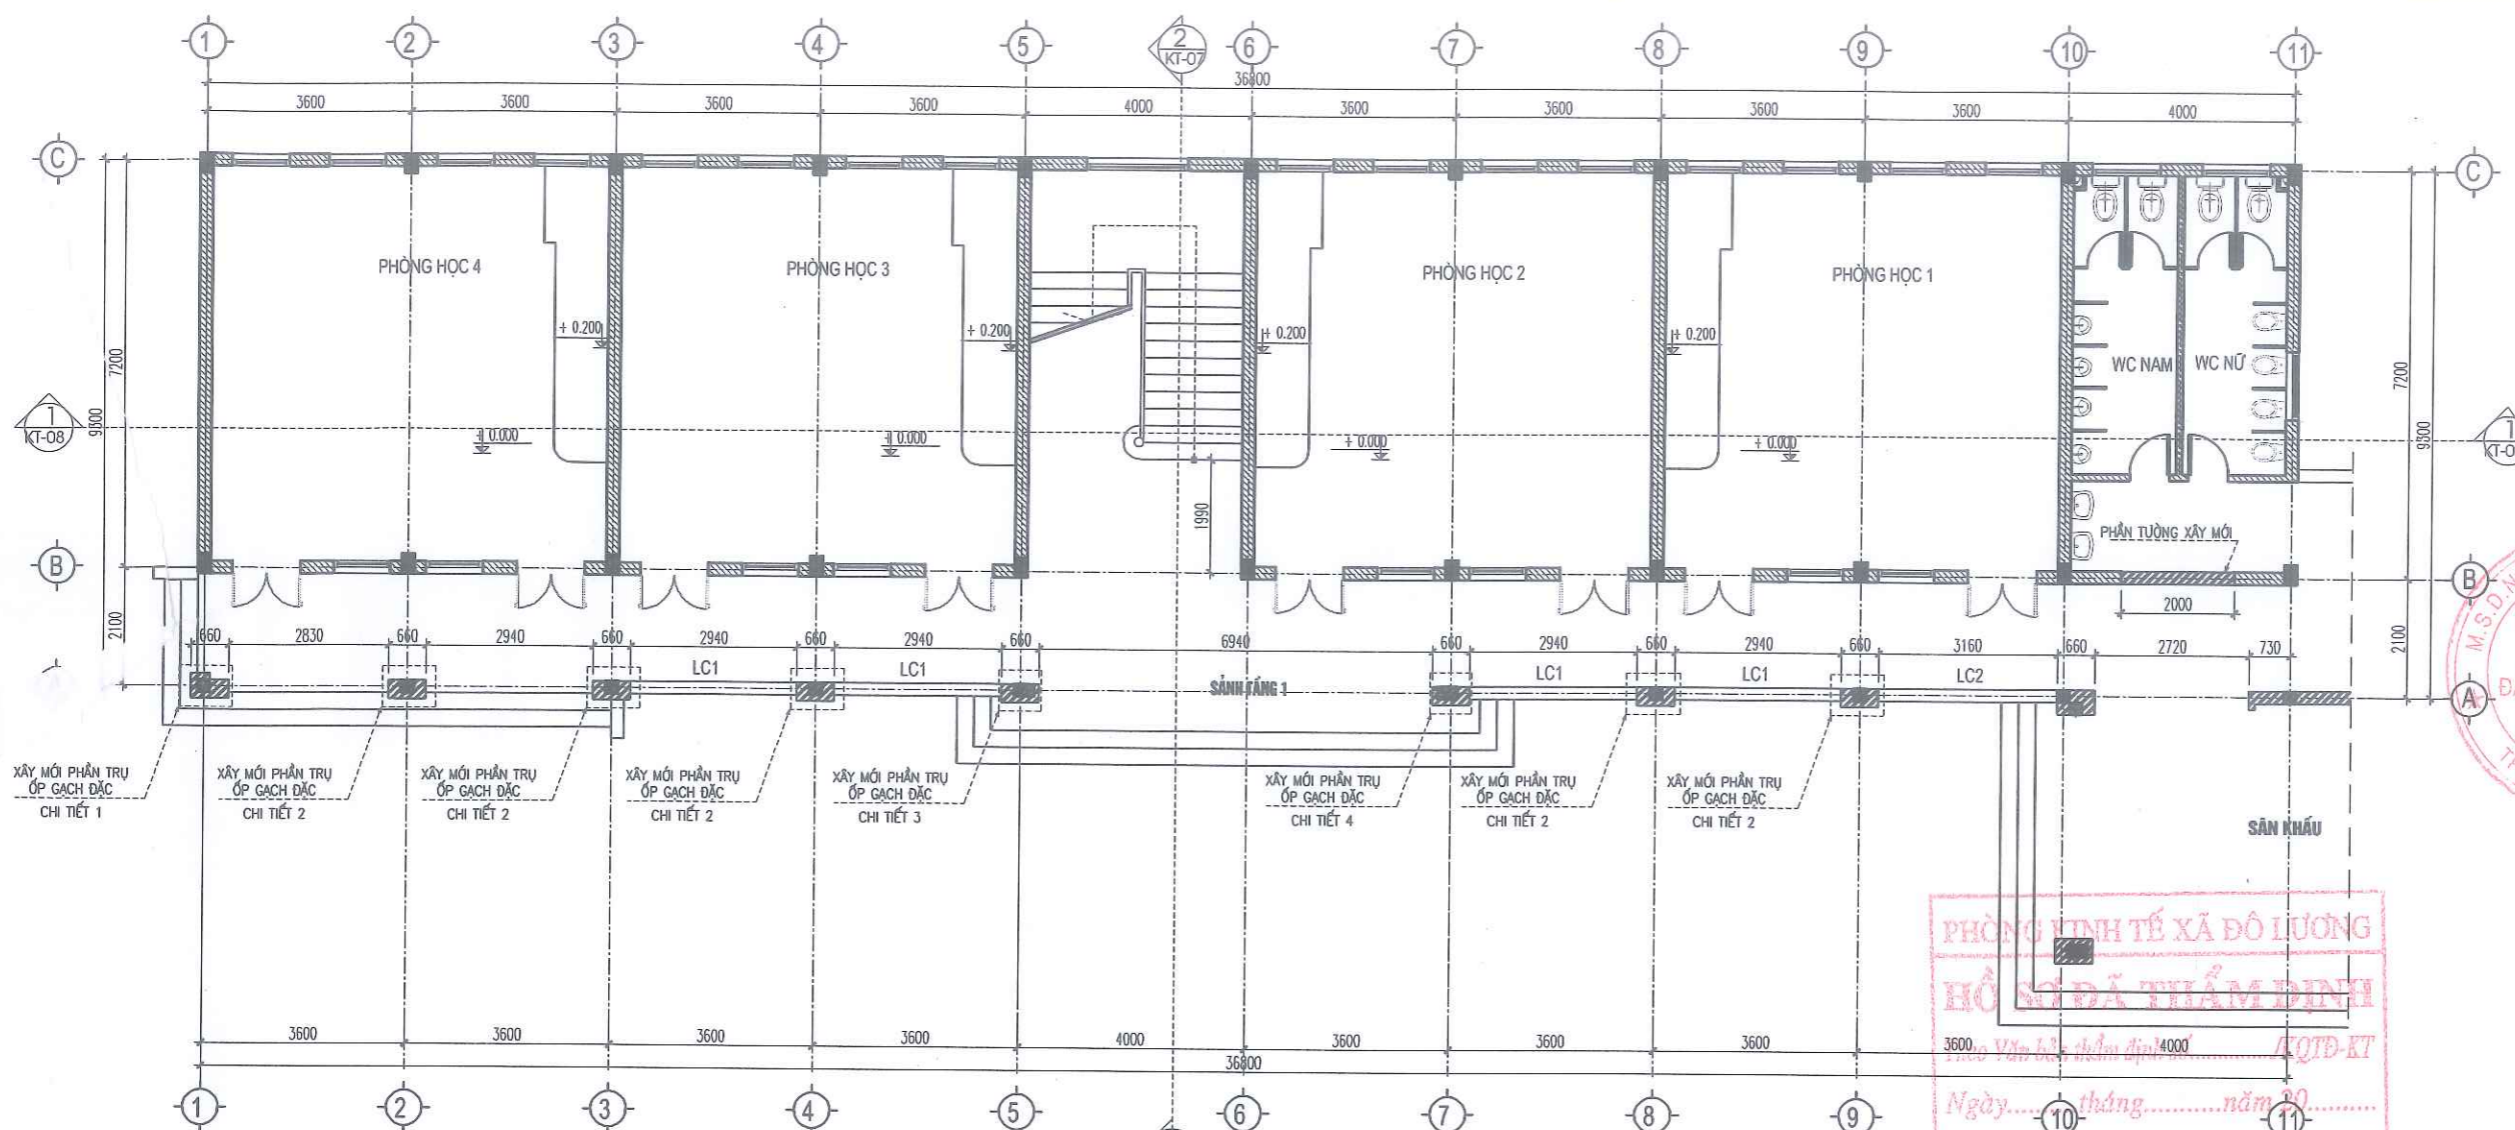 1 2 3 4 5 2 6 7 8 9 10 11
KT-07
36800
3600 3600 3600 3600 4000 3600 3600 3600 3600 4000
C C
PHÒNG HỌC 4 PHÒNG HỌC 3 PHÒNG HỌC 2 PHÒNG HỌC 1
+ 0.200 + 0.200 + 0.200 + 0.200
7200 WC NAM WC NỮ 7200
1 9300 9300 1
KT-08
± 0.000 ± 0.000 ± 0.000 ± 0.000
1990
PHẦN TƯỜNG XÂY MỚI
B B
2000
2100 2100
660 2830 660 2940 660 2940 660 2940 660 6940 660 2940 660 2940 660 3160 660 2720 730
LC1 LC1 LC1 LC1 LC2
SẢNH TẦNG 1
A
XÂY MỚI PHẦN TRỤ
ỐP GẠCH ĐẶC
CHI TIẾT 1
XÂY MỚI PHẦN TRỤ
ỐP GẠCH ĐẶC
CHI TIẾT 2
XÂY MỚI PHẦN TRỤ
ỐP GẠCH ĐẶC
CHI TIẾT 2
XÂY MỚI PHẦN TRỤ
ỐP GẠCH ĐẶC
CHI TIẾT 2
XÂY MỚI PHẦN TRỤ
ỐP GẠCH ĐẶC
CHI TIẾT 3
XÂY MỚI PHẦN TRỤ
ỐP GẠCH ĐẶC
CHI TIẾT 4
XÂY MỚI PHẦN TRỤ
ỐP GẠCH ĐẶC
CHI TIẾT 2
XÂY MỚI PHẦN TRỤ
ỐP GẠCH ĐẶC
CHI TIẾT 2
SÂN KHẤU
M.S.D.N
PHÒNG KINH TẾ XÃ ĐÔ LƯƠNG
HỒ SƠ ĐÃ THẨM ĐỊNH
Theo Văn bản thẩm định số............/KQTĐ-KT
Ngày.........tháng...........năm 20..........
3600 3600 3600 3600 4000 3600 3600 3600 3600 4000
36800
1 2 3 4 5 6 7 8 9 10 11